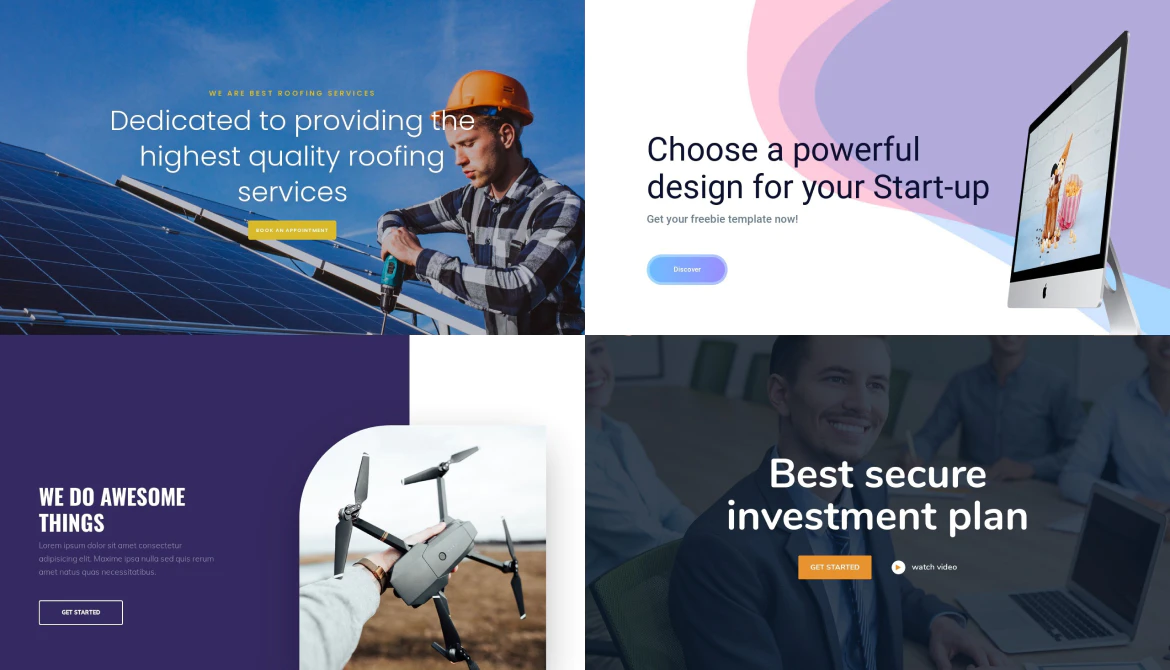 WE ARE BEST ROOFING SERVICES
Dedicated to providing the
highest quality roofing
services
BOOK AN APPOINTMENT
Choose a powerful
design for your Start-up
Get your freebie template now!
Discover
WE DO AWESOME
THINGS
Lorem ipsum dolor sit amet consectetur
adipisicing elit. Maxime ipsa nulla sed quis rerum
amet natus quas necessitatibus.
GET STARTED
Best secure
investment plan
GET STARTED
watch video